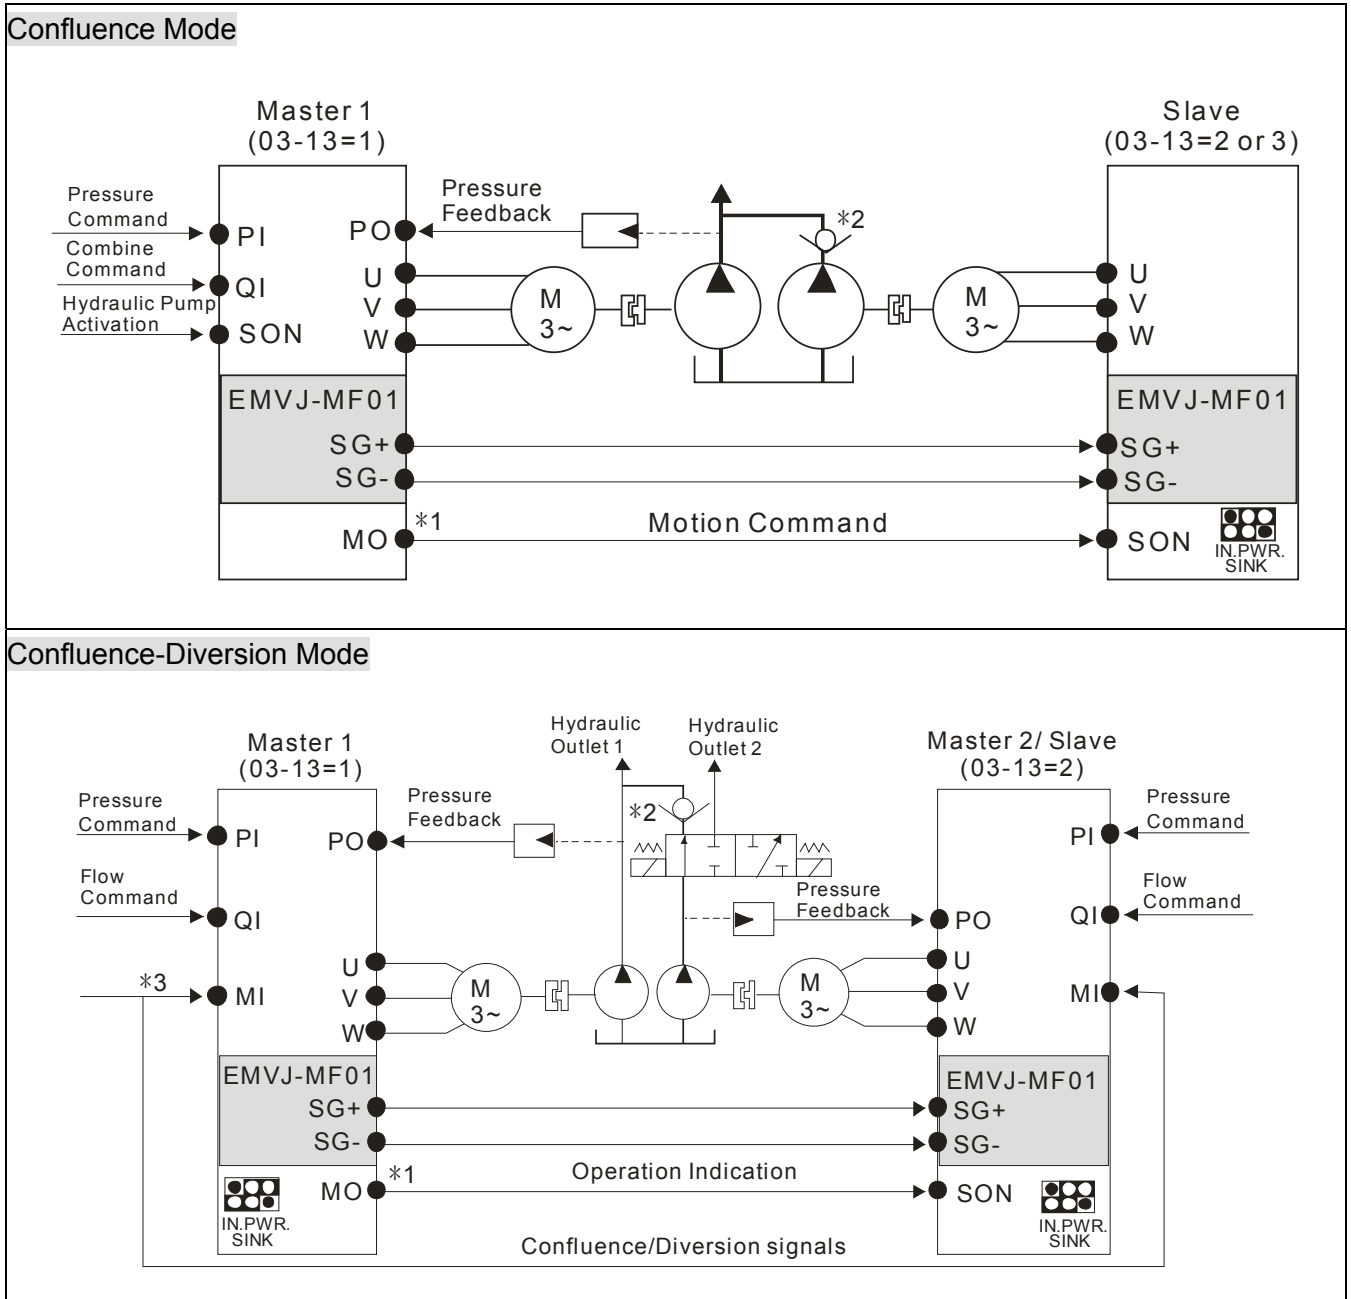 Confluence Mode
Master 1
(03-13=1)
Slave
(03-13=2 or 3)
Pressure
Command
Combine
Command
Hydraulic Pump
Activation
PI
QI
SON
PO
U
V
W
Pressure
Feedback
M
3~
*2
M
3~
U
V
W
EMVJ-MF01
SG+
SG-
EMVJ-MF01
SG+
SG-
MO
*1
Motion Command
SON
IN.PWR.
SINK
Confluence-Diversion Mode
Hydraulic
Outlet 1
Hydraulic
Outlet 2
Master 1
(03-13=1)
Master 2/ Slave
(03-13=2)
Pressure
Command
Flow
Command
*3
PI
QI
MI
PO
U
V
W
Pressure
Feedback
*2
Pressure
Feedback
M
3~
M
3~
PO
U
V
W
PI
QI
MI
Pressure
Command
Flow
Command
EMVJ-MF01
SG+
SG-
EMVJ-MF01
SG+
SG-
IN.PWR.
SINK
MO
*1
Operation Indication
SON
IN.PWR.
SINK
Confluence/Diversion signals